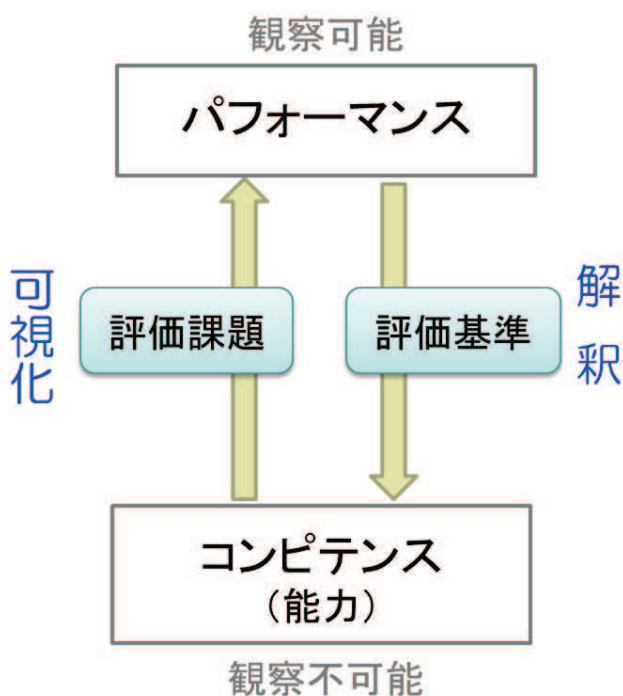 観察可能
パフォーマンス
可視化
評価課題
評価基準
解釈
コンピテンス
（能力）
観察不可能